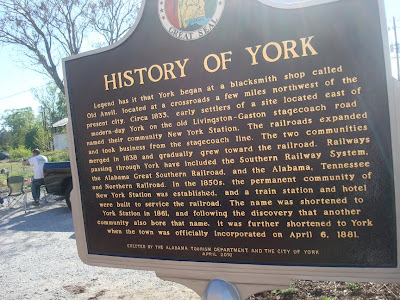 GREAT SEAL
HISTORY OF YORK
Legend has it that York began at a blacksmith shop called
Old Anvil, located at a crossroads a few miles northwest of the
present city. Circa 1833, early settlers of a site located east of
modern-day York on the old Livingston-Gaston stagecoach road
named their community New York Station. The railroads expanded
and took business from the stagecoach line. The two communities
merged in 1838 and gradually grew toward the railroad. Railways
passing through York have included the Southern Railway System,
the Alabama Great Southern Railroad, and the Alabama, Tennessee
and Northern Railroad. In the 1850s, the permanent community of
New York Station was established, and a train station and hotel
were built to service the railroad. The name was shortened to
York Station in 1861, and following the discovery that another
community also bore that name, it was further shortened to York
when the town was officially incorporated on April 6, 1881.
ERECTED BY THE ALABAMA TOURISM DEPARTMENT AND THE CITY OF YORK
APRIL 2010